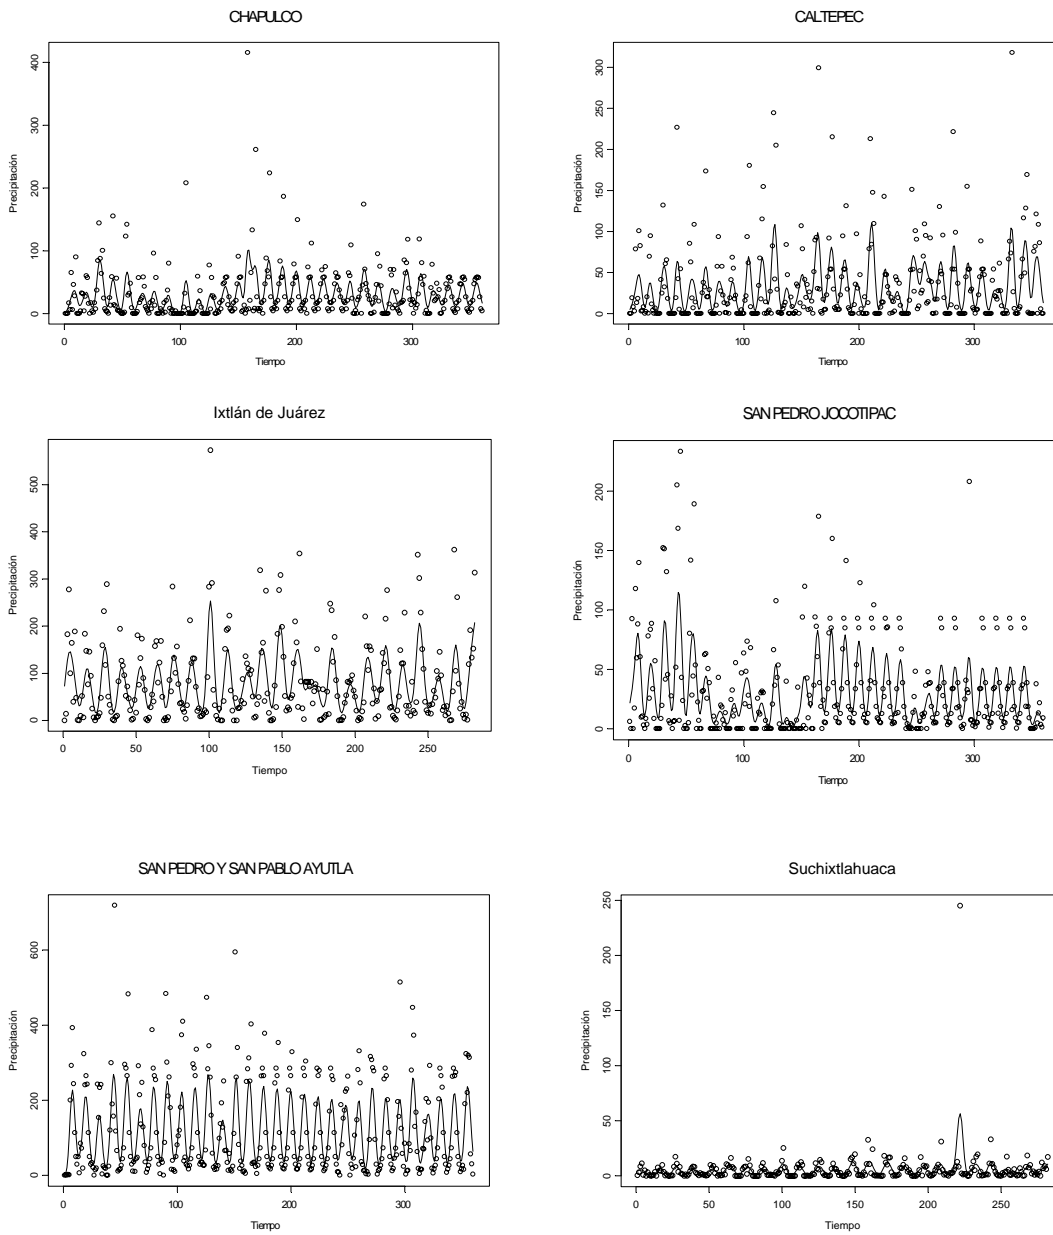 CHAPULCO
Precipitación
400
300
200
100
0
0 100 200 300
Tiempo
CALTEPEC
Precipitación
300
250
200
150
100
50
0
0 100 200 300
Tiempo
Ixtlán de Juárez
Precipitación
500
400
300
200
100
0
0 50 100 150 200 250
Tiempo
SAN PEDRO JOCOTIPAC
Precipitación
200
150
100
50
0
0 100 200 300
Tiempo
SAN PEDRO Y SAN PABLO AYUTLA
Precipitación
600
400
200
0
0 100 200 300
Tiempo
Suchixtlahuaca
Precipitación
250
200
150
100
50
0
0 50 100 150 200 250
Tiempo